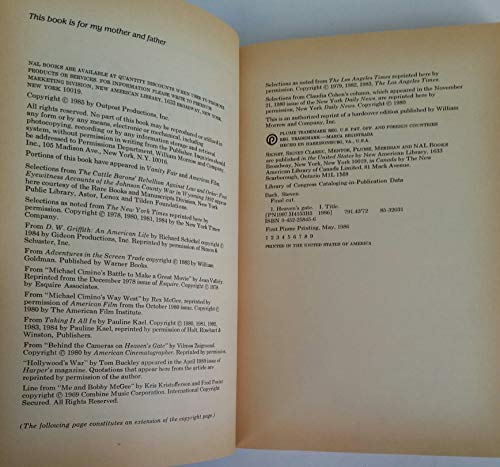 This book is for my mother and father
NAL BOOKS ARE AVAILABLE AT QUANTITY DISCOUNTS WHEN USED TO PROMOTE
PRODUCTS OR SERVICES. FOR INFORMATION PLEASE WRITE TO PREMIUM
MARKETING DIVISION, NEW AMERICAN LIBRARY, 1633 BROADWAY, NEW YORK,
NEW YORK 10019.
Copyright © 1985 by Outpost Productions, Inc.
All rights reserved. No part of this book may be reproduced or utilized in
any form or by any means, electronic or mechanical, including
photocopying, recording or by any information storage and retrieval
system, without permission in writing from the Publisher.
Inc., 105 Madison Ave., New York, N.Y. 10016.
Portions of this book have appeared in Vanity Fair and American Film.
Selections from The Cattle Barons' Rebellion Against Law and Order: First
Eyewitness Accounts of the Johnson County War in Wyoming 1892 appear
here courtesy of the Rare Books and Manuscripts Division, New York
Public Library, Astor, Lenox and Tilden Foundations.
Selections as noted from The New York Times reprinted here by
permission. Copyright © 1978, 1980, 1981, 1984 by The New York Times
Company.
From D. W. Griffith: An American Life by Richard Schickel copyright ©
1984 by Gideon Productions, Inc. Reprinted by permission of Simon &
Schuster, Inc.
From Adventures in the Screen Trade copyright © 1983 by William
Goldman. Published by Warner Books.
From "Michael Cimino's Battle to Make a Great Movie" by Jean Vallely.
Reprinted from the December 1978 issue of Esquire. Copyright © 1978 by
Esquire Associates.
From "Michael Cimino's Way West" by Rex McGee, reprinted by
permission of American Film from the October 1980 issue, copyright ©
1980 by The American Film Institute.
From Taking It All In by Pauline Kael. Copyright © 1980, 1981, 1982,
1983, 1984 by Pauline Kael, reprinted by permission of Holt, Rinehart &
Winston, Publishers.
From "Behind the Cameras on Heaven's Gate" by Vilmos Zsigmond.
Copyright © 1980 by American Cinematographer. Reprinted by permission.
"Hollywood's War" by Tom Buckley appeared in the April 1979 issue of
Harper's magazine. Quotations that appear here from that article are
reprinted by permission of the author.
Line from "Me and Bobby McGee" by Kris Kristofferson and Fred Foster
copyright © 1969 Combine Music Corporation. International Copyright
Secured. All Rights Reserved.
(The following page constitutes an extension of the copyright page.)
Selections as noted from The Los Angeles Times reprinted here by
permission. Copyright © 1979, 1982, 1983, The Los Angeles Times
Selections from Claudia Cohen's column, which appeared in the November
21, 1980 issue of the New York Daily News, are reprinted by permission.
New York Daily News, copyright © 1980.
This is an authorized reprint of a hardcover edition published by William
Morrow and Company, Inc.
PLUME TRADEMARK REG. U.S. PAT. OFF. AND FOREIGN COUNTRIES
REG. TRADEMARK—MARCA REGISTRADA
HECHO EN HARRISONBURG, VA., U.S.A.
SIGNET, SIGNET CLASSIC, MENTOR, PLUME, MERIDIAN and NAL BOOKS
are published in the United States by New American Library, 1633
Broadway, New York, New York 10019, in Canada by The New
American Library of Canada Limited, 81 Mack Avenue,
Scarborough, Ontario M1L 1M8
Library of Congress Cataloging-in-Publication Data
Bach, Steven.
Final cut.
1. Heaven's gate. I. Title.
[PN1997.H4153B3 1986] 791.43'72
ISBN 0-452-25845-6
First Plume Printing, May, 1986
1 2 3 4 5 6 7 8 9
PRINTED IN THE UNITED STATES OF AMERICA